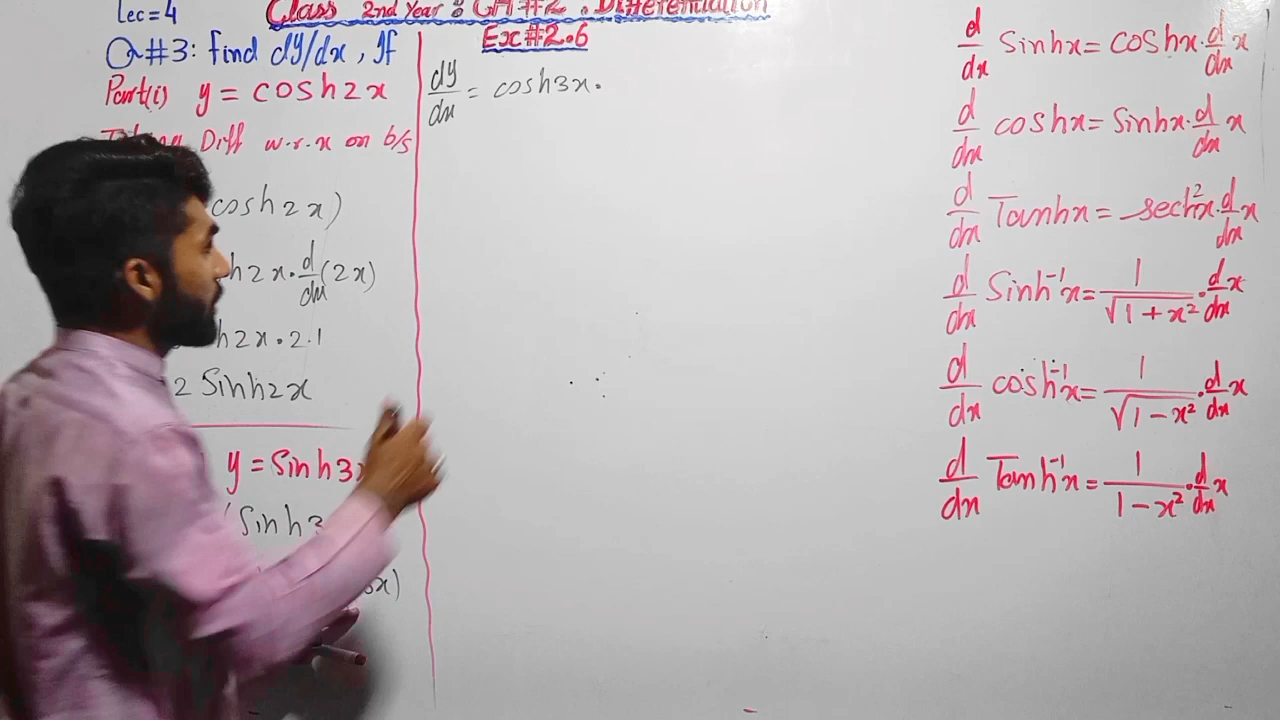 Lec=4
Class 2nd Year : CH#2 . Differentiation
Ex#2.6
Q#3: find dy/dx, If
Part(i) y = cosh2x
Diff w.r.x on b/s
cosh2x)
h2x·d/dx(2x)
h2x·2.1
2 Sinh2x
y = Sinh3
(Sinh3
x)
dy/dx = cosh3x.
d/dx Sinhx = coshx·d/dx x
d/dx coshx = Sinhx·d/dx x
d/dx Tanhx = sech²x·d/dx x
d/dx Sinh⁻¹x = 1/√(1+x²)·d/dx x
d/dx cosh⁻¹x = 1/√(1-x²)·d/dx x
d/dx Tanh⁻¹x = 1/(1-x²)·d/dx x